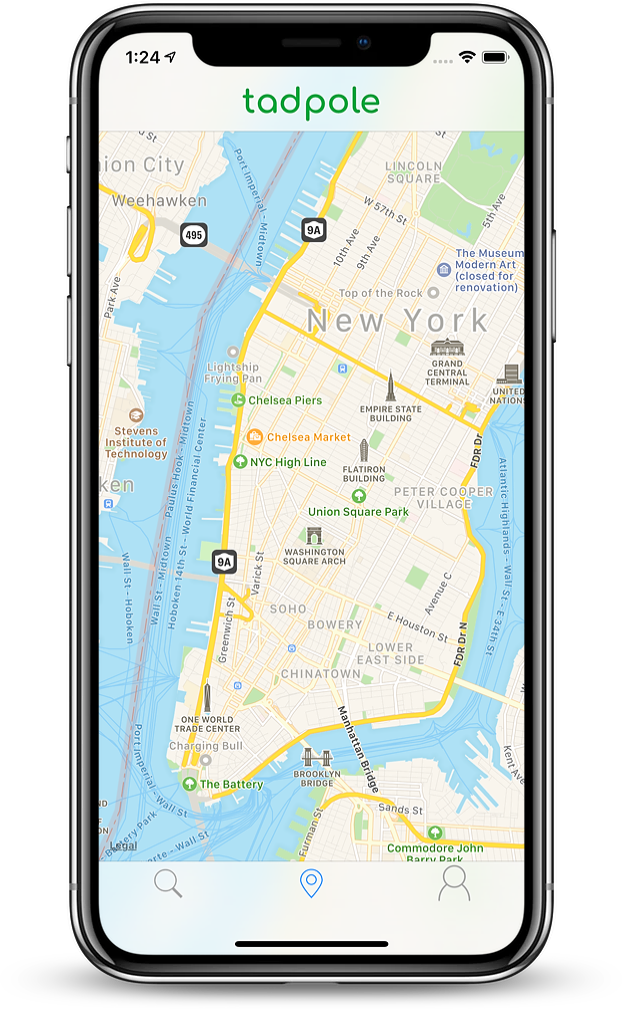 1:24
tadpole
St
ion City
Port Imperial - Midtown
LINCOLN
SQUARE
Weehawken
W 57th St
5th Ave
495
9A
10th Ave
9th Ave
The Museum
Modern Art
(closed for
renovation)
Park Ave
Top of the Rock
New York
GRAND
CENTRAL
TERMINAL
Lightship
Frying Pan
UNITED
NATIONS
Chelsea Piers
EMPIRE STATE
BUILDING
Stevens
Institute of
Technology
Chelsea Market
FDR Dr
NYC High Line
FLATIRON
BUILDING
ken
PETER COOPER
VILLAGE
Union Square Park
Paulus Hook - Midtown
Hoboken 14th St - World Financial Center
Wall St - Midtown
Atlantic Highlands - Wall St - E 34th St
WASHINGTON
SQUARE ARCH
9A
Wall St - Hoboken
Varick St
Avenue C
SOHO
BOWERY
Greenwich St
E Houston St
LOWER
EAST SIDE
FDR Dr N
CHINATOWN
ONE WORLD
TRADE CENTER
Manhattan Bridge
Charging Bull
Port Imperial - Wall St
BROOKLYN
BRIDGE
Kent Ave
The Battery
Sands St
Furman St
Legal
Commodore John
Barry Park